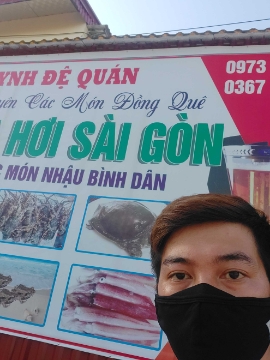 YNH ĐỆ QUÁN
0973
0367
uyên Các Món Đồng Quê
HƠI SÀI GÒN
MÓN NHẬU BÌNH DÂN